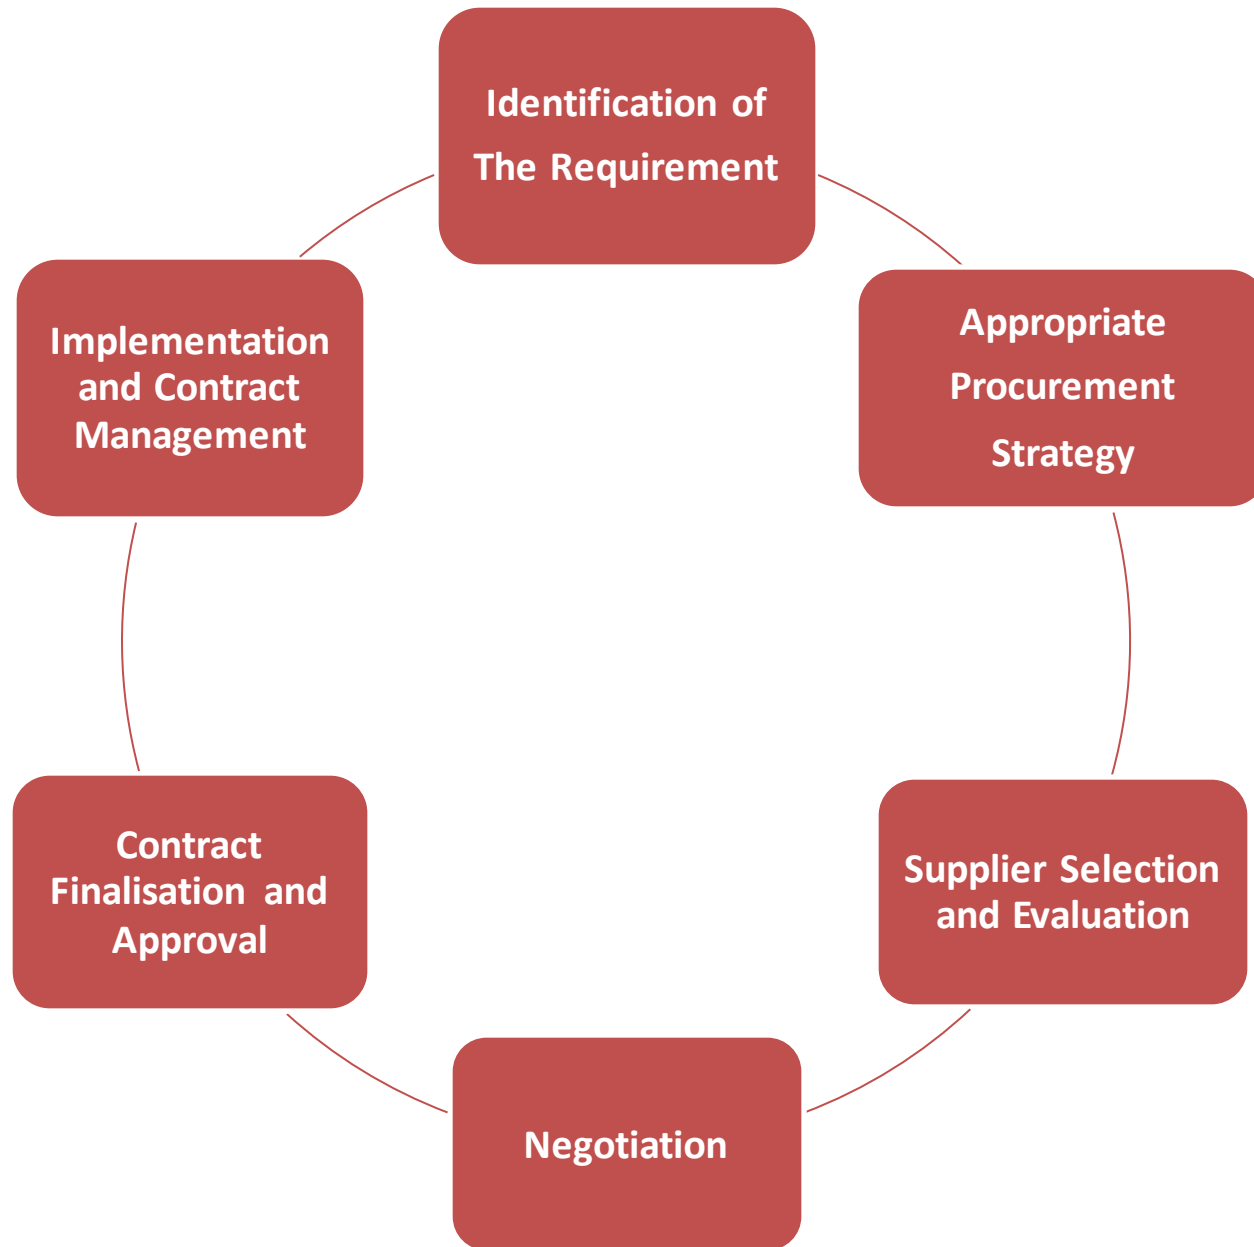 Identification of
The Requirement
Appropriate
Procurement
Strategy
Supplier Selection
and Evaluation
Negotiation
Contract
Finalisation and
Approval
Implementation
and Contract
Management